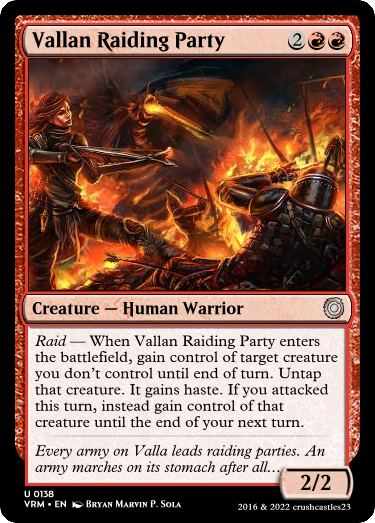 Vallan Raiding Party 2
Creature — Human Warrior
Raid — When Vallan Raiding Party enters
the battlefield, gain control of target creature
you don't control until end of turn. Untap
that creature. It gains haste. If you attacked
this turn, instead gain control of that
creature until the end of your next turn.
Every army on Valla leads raiding parties. An
army marches on its stomach after all...
2/2
U 0138
VRM • EN Bryan Marvin P. Sola
2016 & 2022 crushcastles23